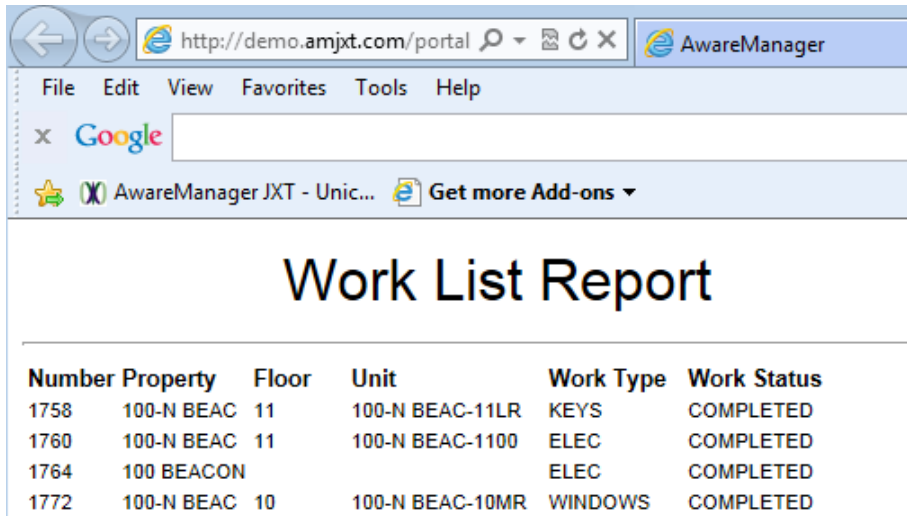 http://demo.amjxt.com/portal AwareManager
File Edit View Favorites Tools Help
x Google
AwareManager JXT - Unic... Get more Add-ons
Work List Report
Number Property Floor Unit Work Type Work Status
1758 100-N BEAC 11 100-N BEAC-11LR KEYS COMPLETED
1760 100-N BEAC 11 100-N BEAC-1100 ELEC COMPLETED
1764 100 BEACON ELEC COMPLETED
1772 100-N BEAC 10 100-N BEAC-10MR WINDOWS COMPLETED